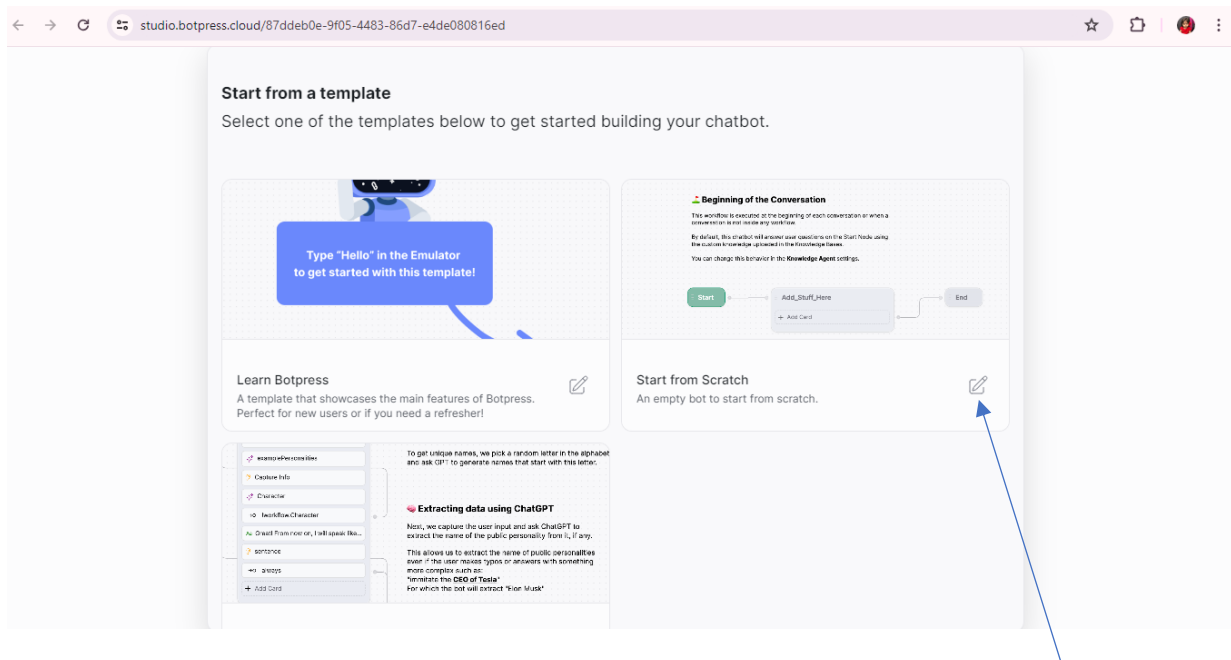 studio.botpress.cloud/87ddeb0e-9f05-4483-86d7-e4de080816ed
Start from a template
Select one of the templates below to get started building your chatbot.
Type "Hello" in the Emulator
to get started with this template!
Learn Botpress
A template that showcases the main features of Botpress.
Perfect for new users or if you need a refresher!
Beginning of the Conversation
This workflow is executed at the beginning of each conversation or when a
conversation is not inside any workflow.
By default, this chatbot will answer user questions on the Start Node using
the custom knowledge uploaded in the Knowledge Bases.
You can change this behavior in the Knowledge Agent settings.
Start
Add_Stuff_Here
+ Add Card
End
Start from Scratch
An empty bot to start from scratch.
examplePersonalities
Capture Info
Character
workflow.Character
Great! From now on, I will speak like...
sentence
always
+ Add Card
To get unique names, we pick a random letter in the alphabet
and ask GPT to generate names that start with this letter.
Extracting data using ChatGPT
Next, we capture the user input and ask ChatGPT to
extract the name of the public personality from it, if any.
This allows us to extract the name of public personalities
even if the user makes typos or answers with something
more complex such as:
"immitate the CEO of Tesla"
For which the bot will extract "Elon Musk"